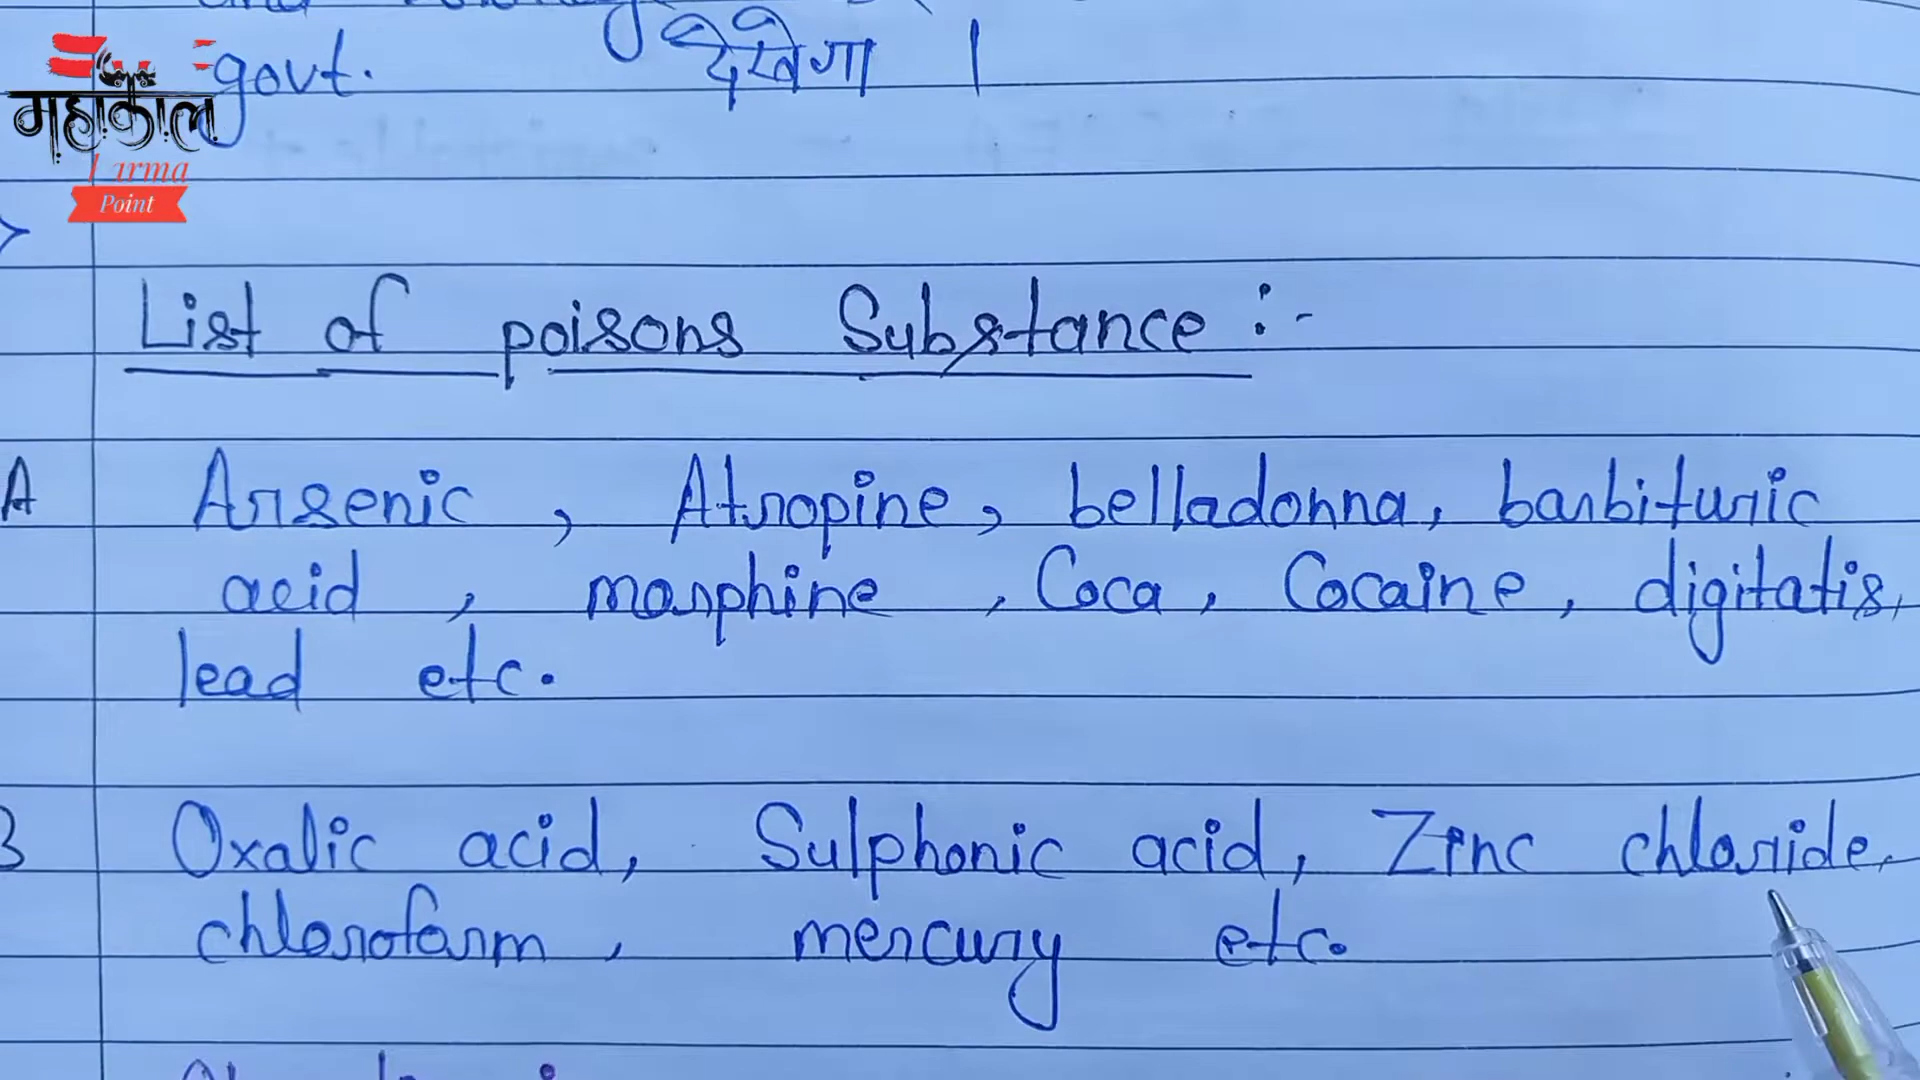 govt. देखेगा ।
महाकाल
Point
List of poisons Substance :-
A Arsenic , Atropine, belladonna, barbituric
acid , morphine , Coca, Cocaine, digitatis,
lead etc.
B Oxalic acid, Sulphonic acid, Zinc chloride,
chloroform , mercury etc.